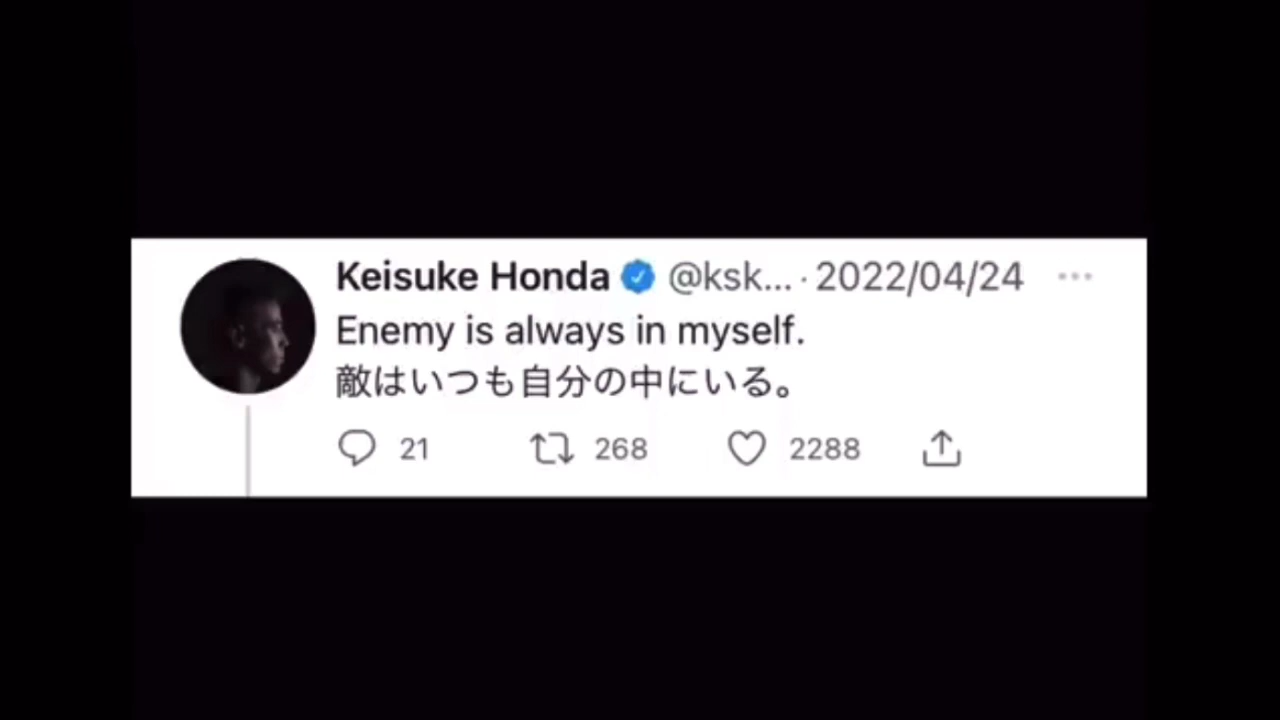 Keisuke Honda @ksk... · 2022/04/24 ...
Enemy is always in myself.
敵はいつも自分の中にいる。
21 268 2288